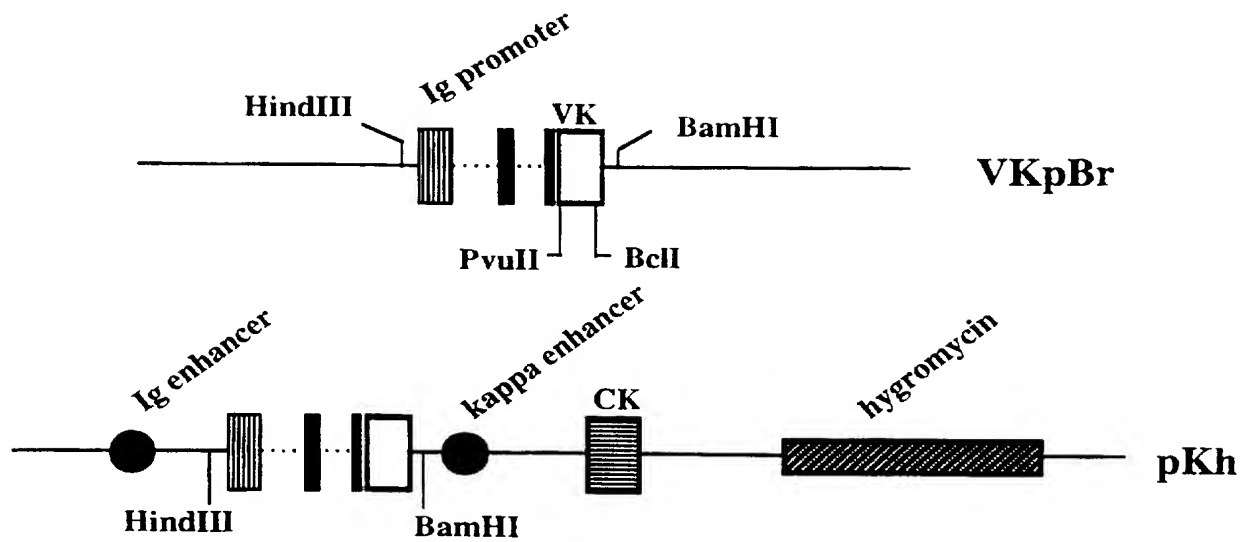 Ig promoter
HindIII
VK
BamHI
VKpBr
PvuII
BclI
Ig enhancer
kappa enhancer
CK
hygromycin
pKh
HindIII
BamHI